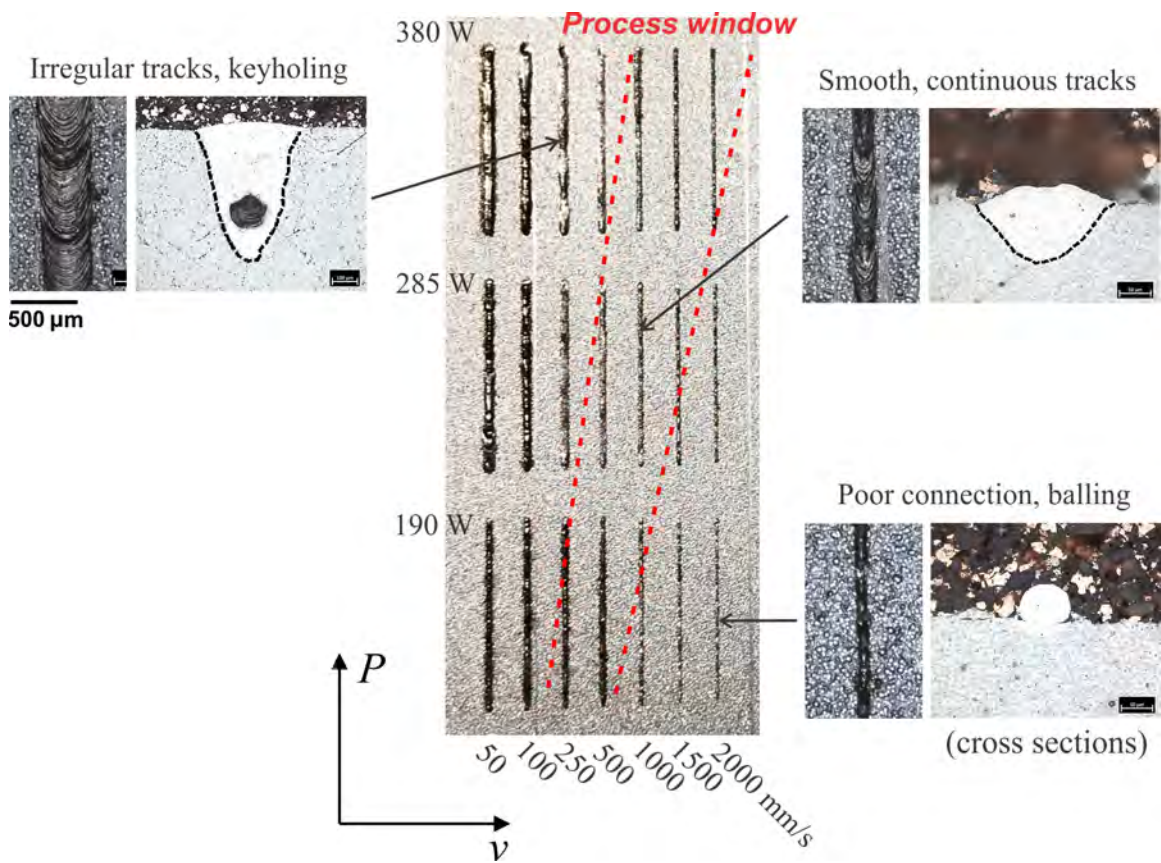 Process window
380 W
Irregular tracks, keyholing
Smooth, continuous tracks
500 µm
285 W
190 W
Poor connection, balling
(cross sections)
P
v
50
100
250
500
1000
1500
2000 mm/s